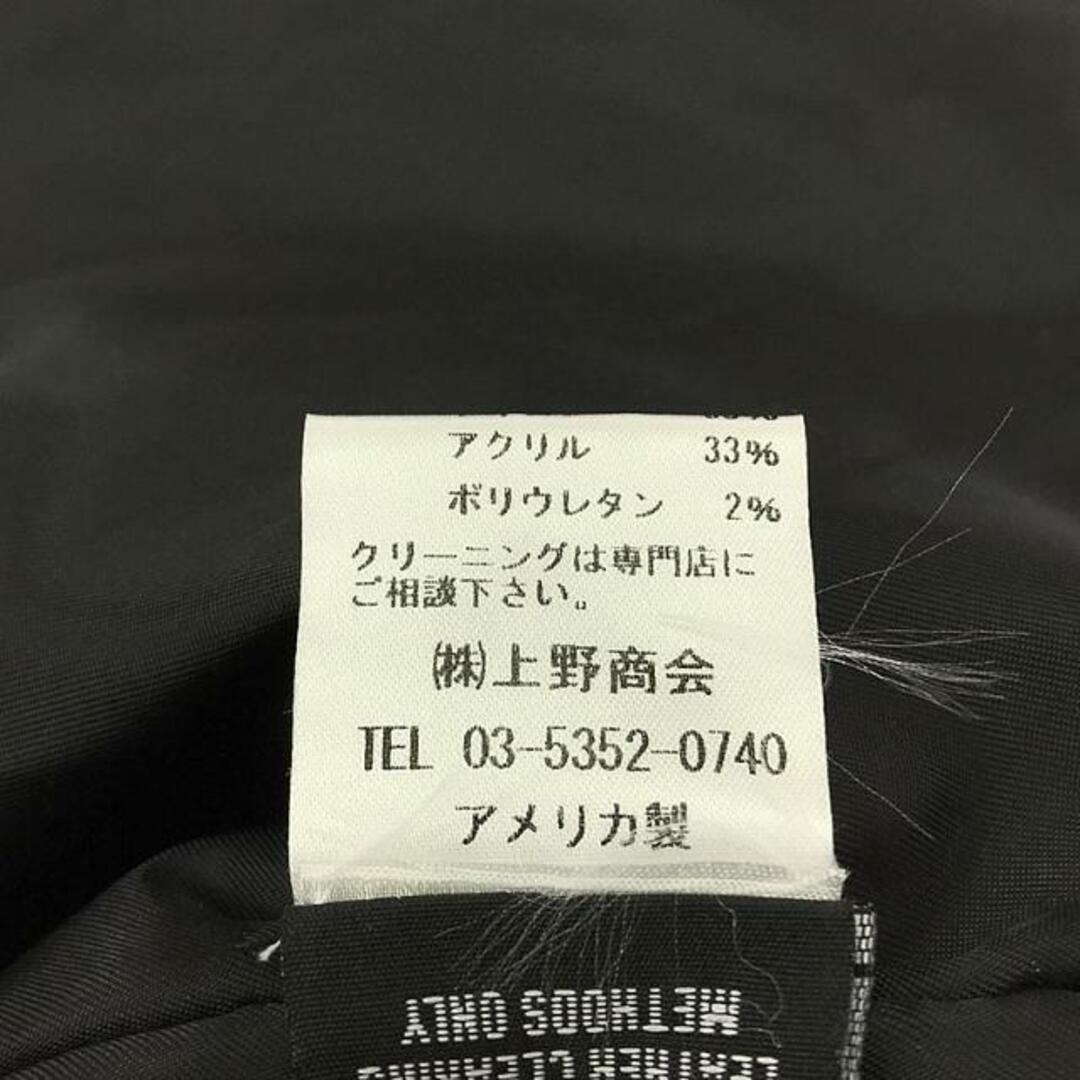 アクリル 33%
ポリウレタン 2%
クリーニングは専門店に
ご相談下さい。
㈱上野商会
TEL 03-5352-0740
アメリカ製
LEATHER CLEANING
METHODS ONLY